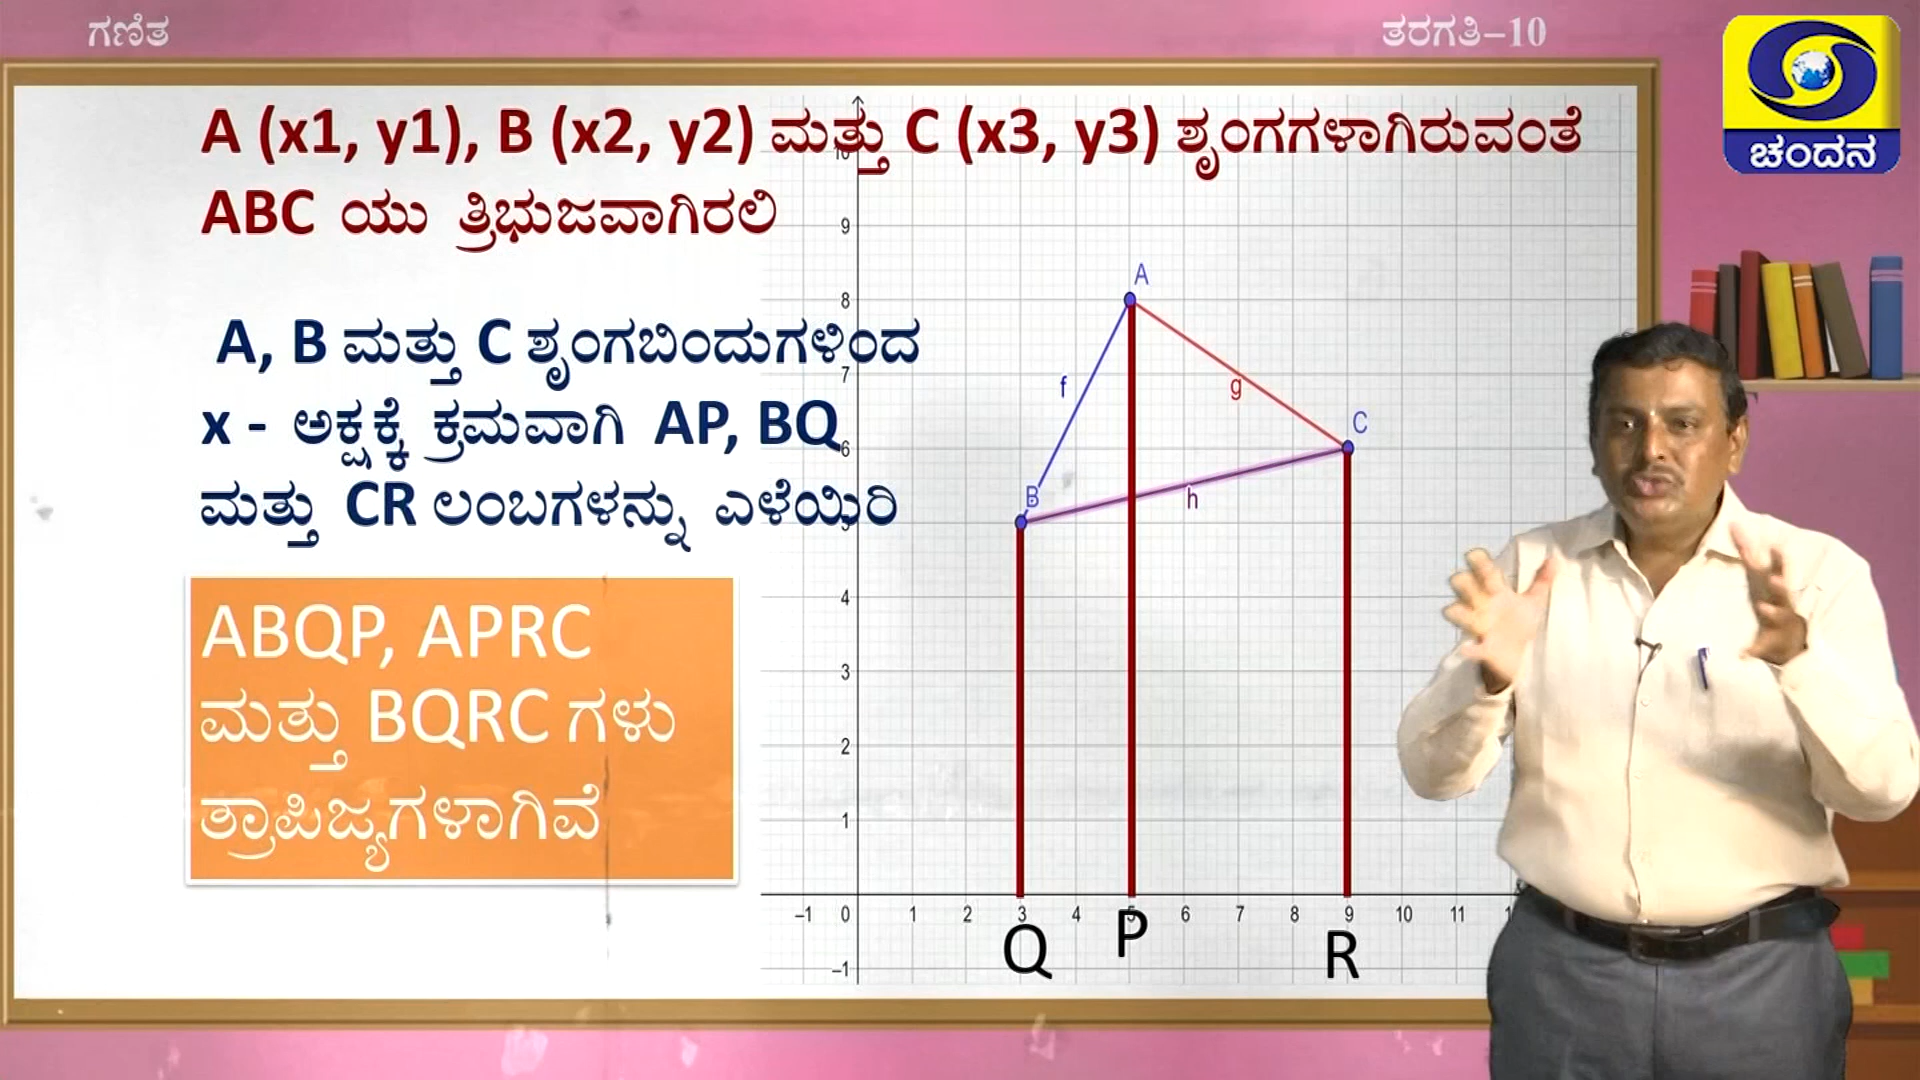 ಗಣಿತ
ತರಗತಿ–10
ಚಂದನ
A (x1, y1), B (x2, y2) ಮತ್ತು C (x3, y3) ಶೃಂಗಗಳಾಗಿರುವಂತೆ
ABC ಯು ತ್ರಿಭುಜವಾಗಿರಲಿ
A, B ಮತ್ತು C ಶೃಂಗಬಿಂದುಗಳಿಂದ
x - ಅಕ್ಷಕ್ಕೆ ಕ್ರಮವಾಗಿ AP, BQ
ಮತ್ತು CR ಲಂಬಗಳನ್ನು ಎಳೆಯಿರಿ
ABQP, APRC
ಮತ್ತು BQRC ಗಳು
ತ್ರಾಪಿಜ್ಯಗಳಾಗಿವೆ
10
9
8
7
6
5
4
3
2
1
–1
A
f
g
C
B
h
–1 0 1 2 3 4 5 6 7 8 9 10 11
Q P R